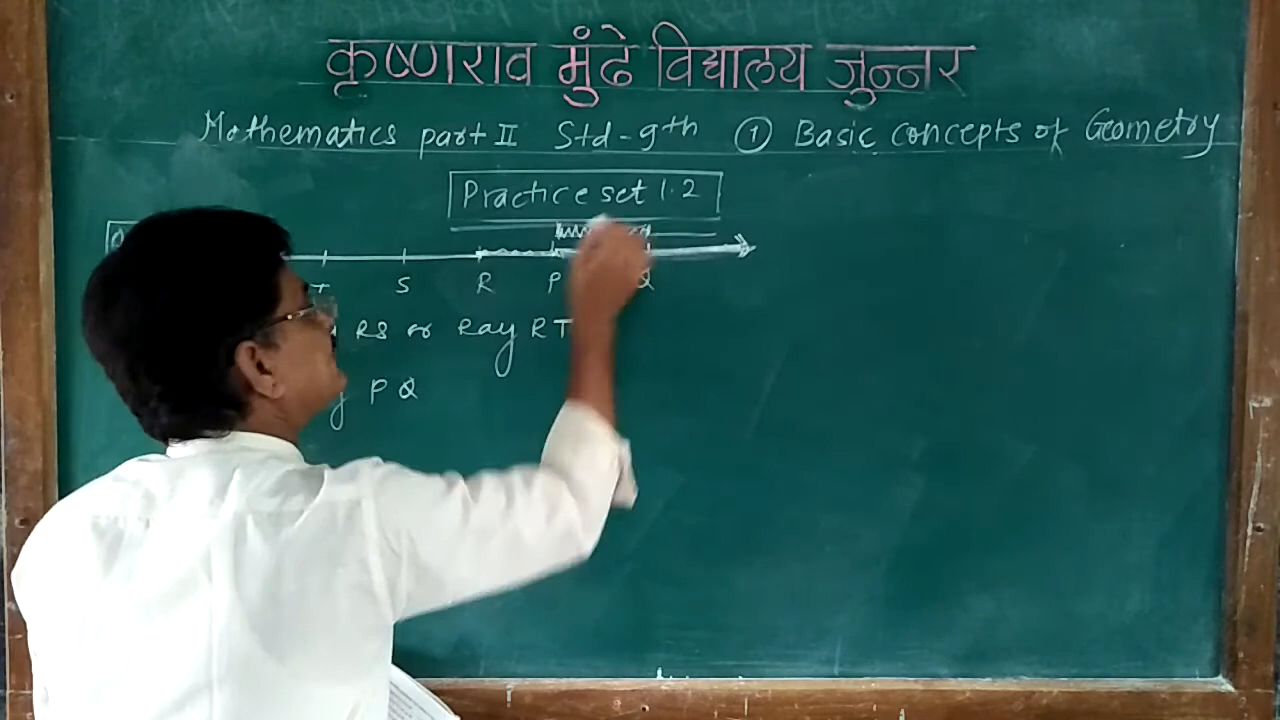 कृष्णराव मुंढे विद्यालय जुन्नर
Mathematics part II Std-9th ① Basic concepts of Geometry
Practice set 1.2
T S R P Q
RS or Ray RT
P Q